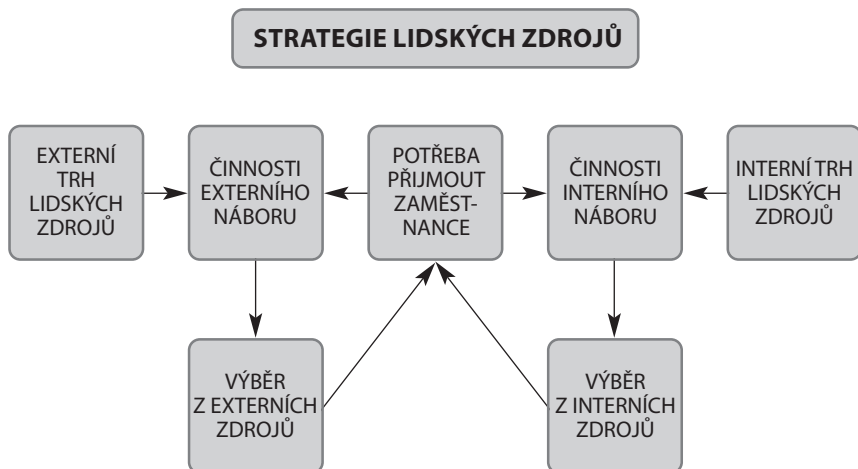 STRATEGIE LIDSKÝCH ZDROJŮ
EXTERNÍ
TRH
LIDSKÝCH
ZDROJŮ
ČINNOSTI
EXTERNÍHO
NÁBORU
POTŘEBA
PŘIJMOUT
ZAMĚST-
NANCE
ČINNOSTI
INTERNÍHO
NÁBORU
INTERNÍ TRH
LIDSKÝCH
ZDROJŮ
VÝBĚR
Z EXTERNÍCH
ZDROJŮ
VÝBĚR
Z INTERNÍCH
ZDROJŮ